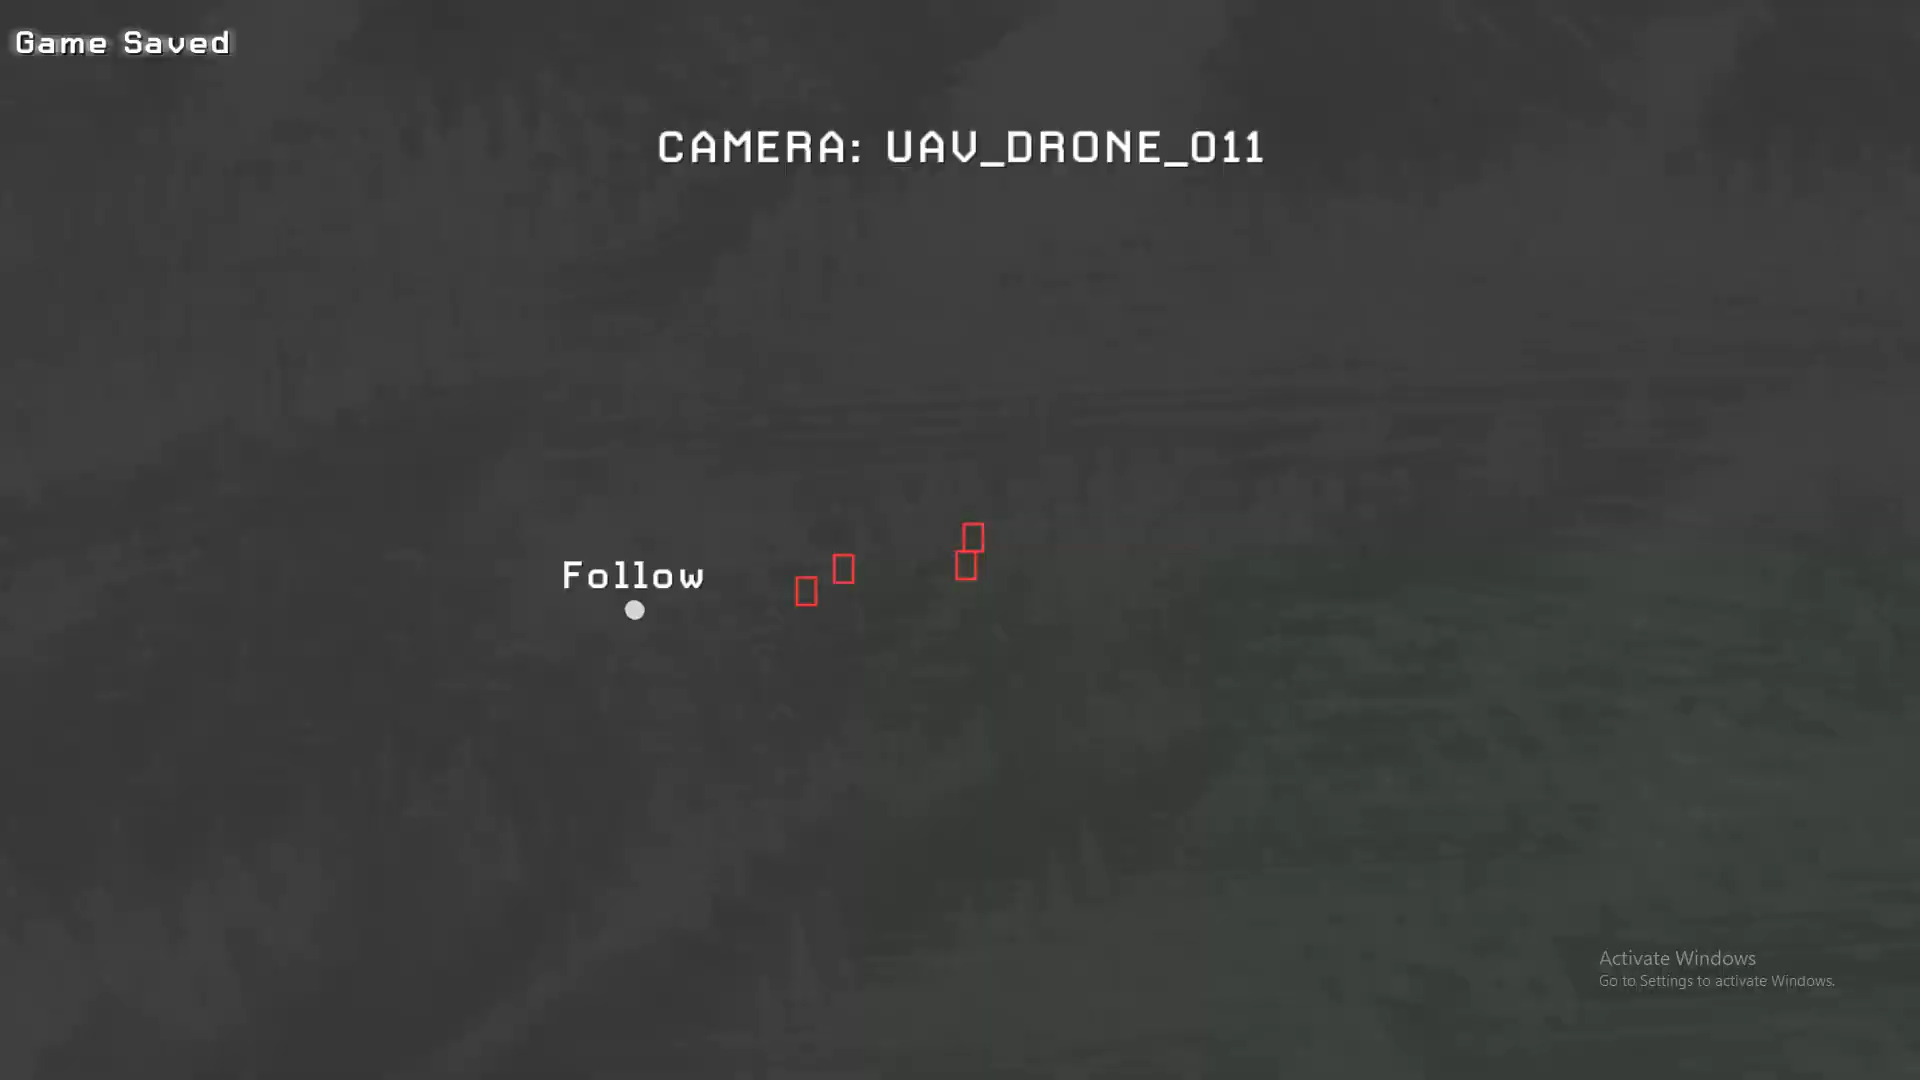 Game Saved
CAMERA: UAV_DRONE_011
Follow
Activate Windows
Go to Settings to activate Windows.